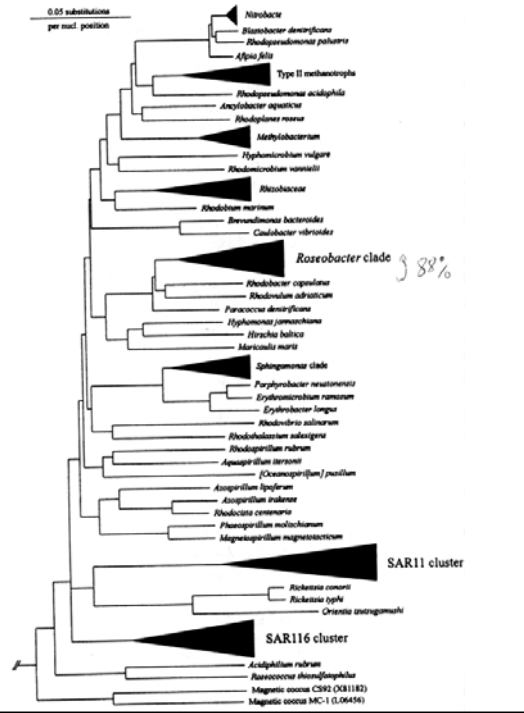 0.05 substitutions
per nucl. position
Nitrobacte
Blastobacter denitrificans
Rhodopseudomonas palustris
Afipia felis
Type II methanotrophs
Rhodopseudomonas acidophila
Ancylobacter aquaticus
Rhodoplanes roseus
Methylobacterium
Hyphomicrobium vulgare
Rhodomicrobium vannielii
Rhizobiaceae
Rhodobium marinum
Brevundimonas bacteroides
Caulobacter vibrioides
Roseobacter clade
} 88%
Rhodobacter capsulatus
Rhodovulum adriaticum
Paracoccus denitrificans
Hyphomonas jannaschiana
Hirschia baltica
Maricaulis maris
Sphingomonas clade
Porphyrobacter neustonensis
Erythromicrobium ramosum
Erythrobacter longus
Rhodovibrio salinarum
Rhodothalassium salexigens
Rhodospirillum rubrum
Aquaspirillum itersonii
[Oceanospirillum] pusillum
Azospirillum lipoferum
Azospirillum irakense
Rhodocista centenaria
Phaeospirillum molischianum
Magnetospirillum magnetotacticum
SAR11 cluster
Rickettsia conorii
Rickettsia typhi
Orientia tsutsugamushi
SAR116 cluster
Acidiphilium rubrum
Roseococcus thiosulfatophilus
Magnetic coccus CS92 (X81182)
Magnetic coccus MC-1 (L06456)